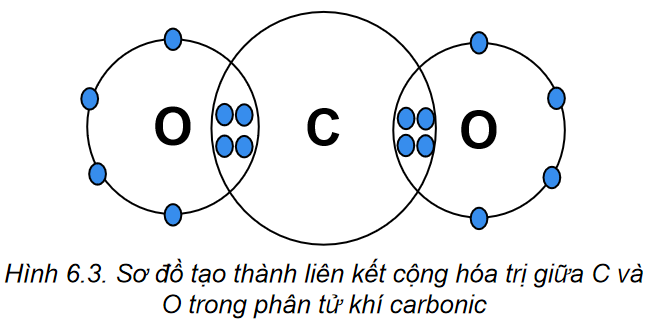 O C O
Hình 6.3. Sơ đồ tạo thành liên kết cộng hóa trị giữa C và
O trong phân tử khí carbonic